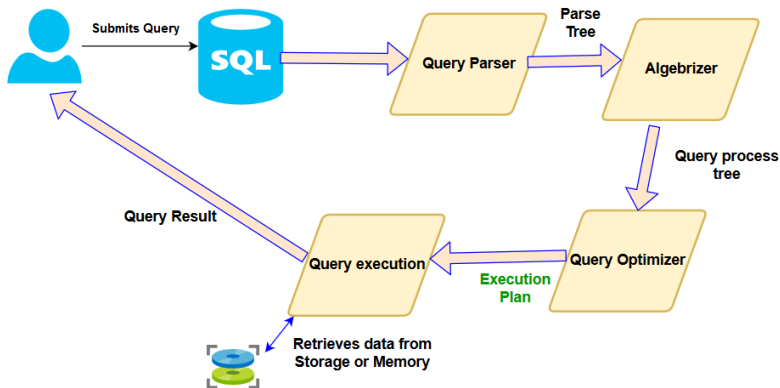 Submits Query
SQL
Query Parser
Parse
Tree
Algebrizer
Query process
tree
Query Optimizer
Execution
Plan
Query execution
Query Result
Retrieves data from
Storage or Memory